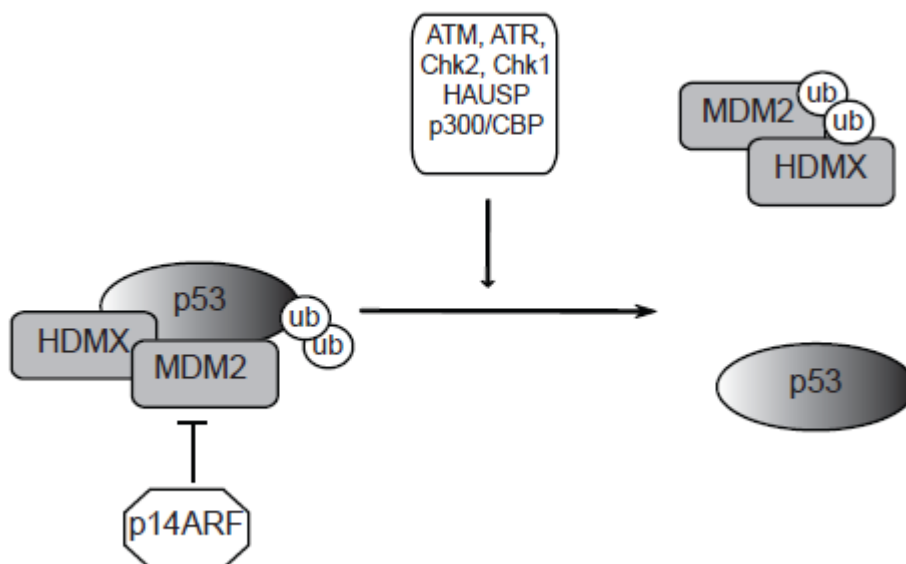 ATM, ATR,
Chk2, Chk1
HAUSP
p300/CBP
MDM2
ub
ub
HDMX
p53
ub
ub
HDMX
MDM2
p53
p14ARF